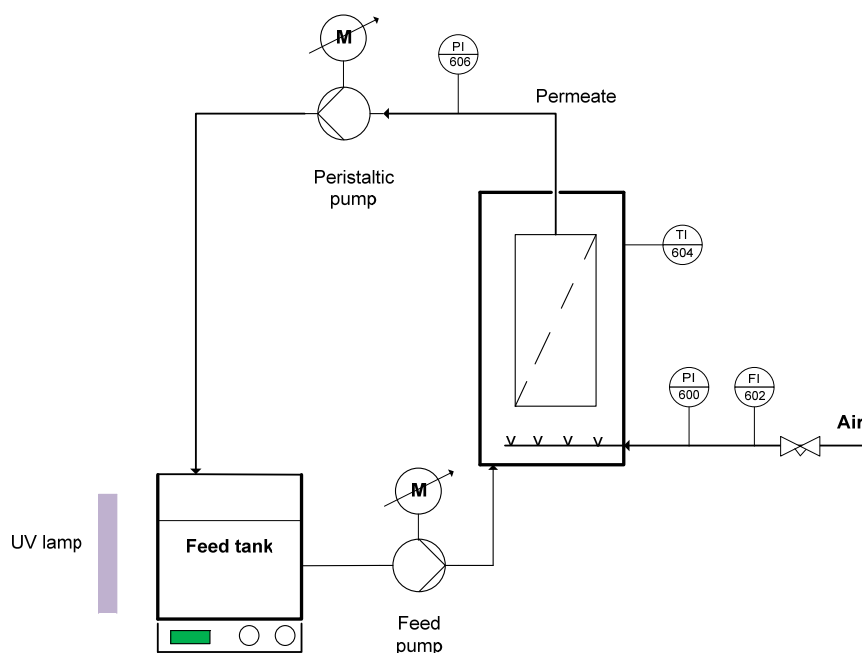 M
PI
606
Permeate
Peristaltic
pump
TI
604
PI
600
FI
602
Air
M
UV lamp
Feed tank
Feed
pump